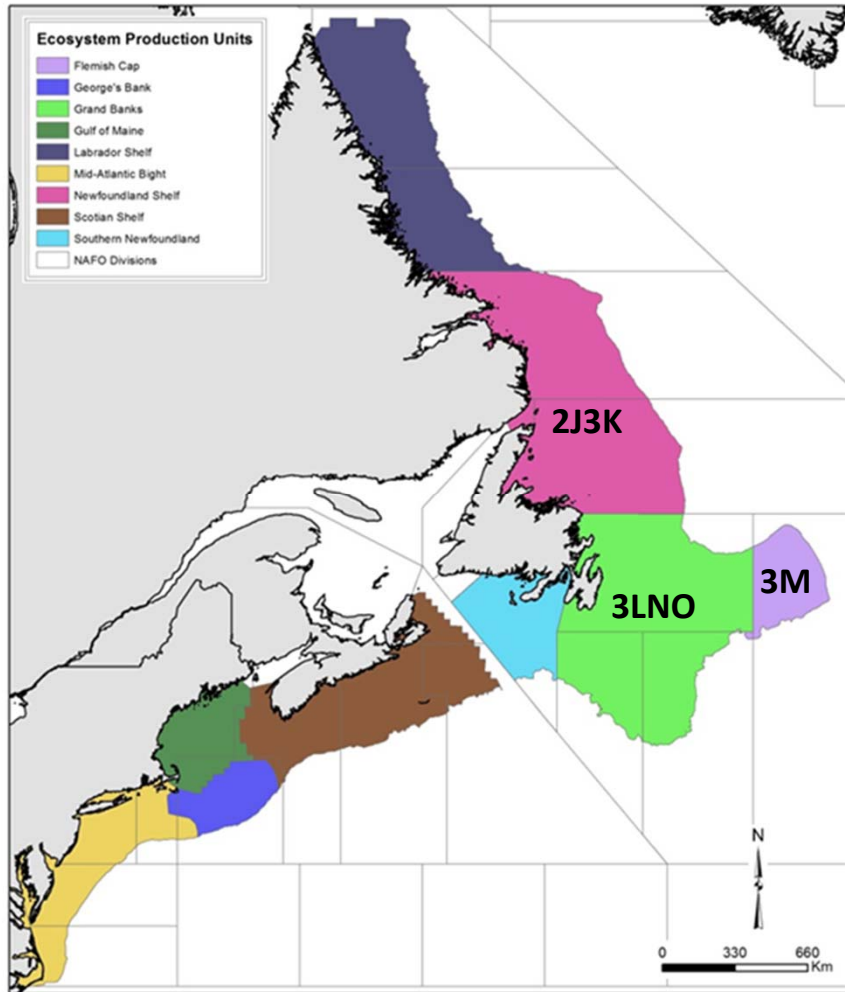 Ecosystem Production Units
Flemish Cap
George's Bank
Grand Banks
Gulf of Maine
Labrador Shelf
Mid-Atlantic Bight
Newfoundland Shelf
Scotian Shelf
Southern Newfoundland
NAFO Divisions
2J3K
3M
3LNO
N
0 330 660
Km